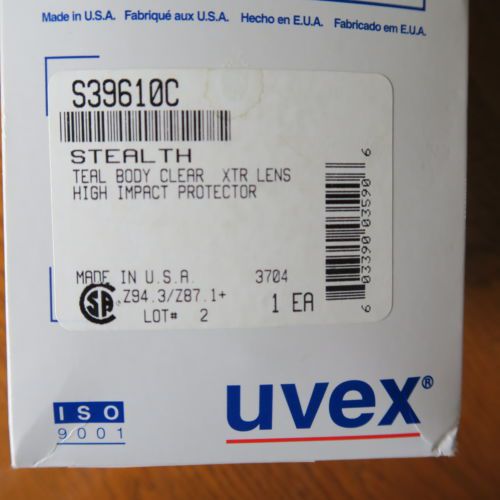 Made in U.S.A. Fabriqué aux U.S.A. Hecho en E.U.A. Fabricado em E.U.A.
S39610C
STEALTH
TEAL BODY CLEAR XTR LENS
HIGH IMPACT PROTECTOR
6 03390 03590 6
MADE IN U.S.A. 3704
SA Z94.3/Z87.1+ 1 EA
LOT# 2
ISO
9001
uvex®